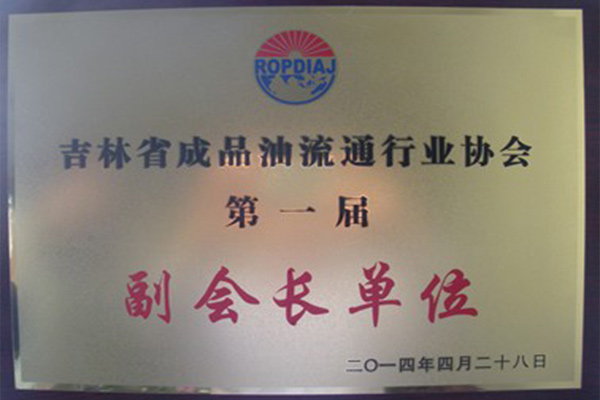 ROPDIAJ
吉林省成品油流通行业协会
第一届
副会长单位
二〇一四年四月二十八日